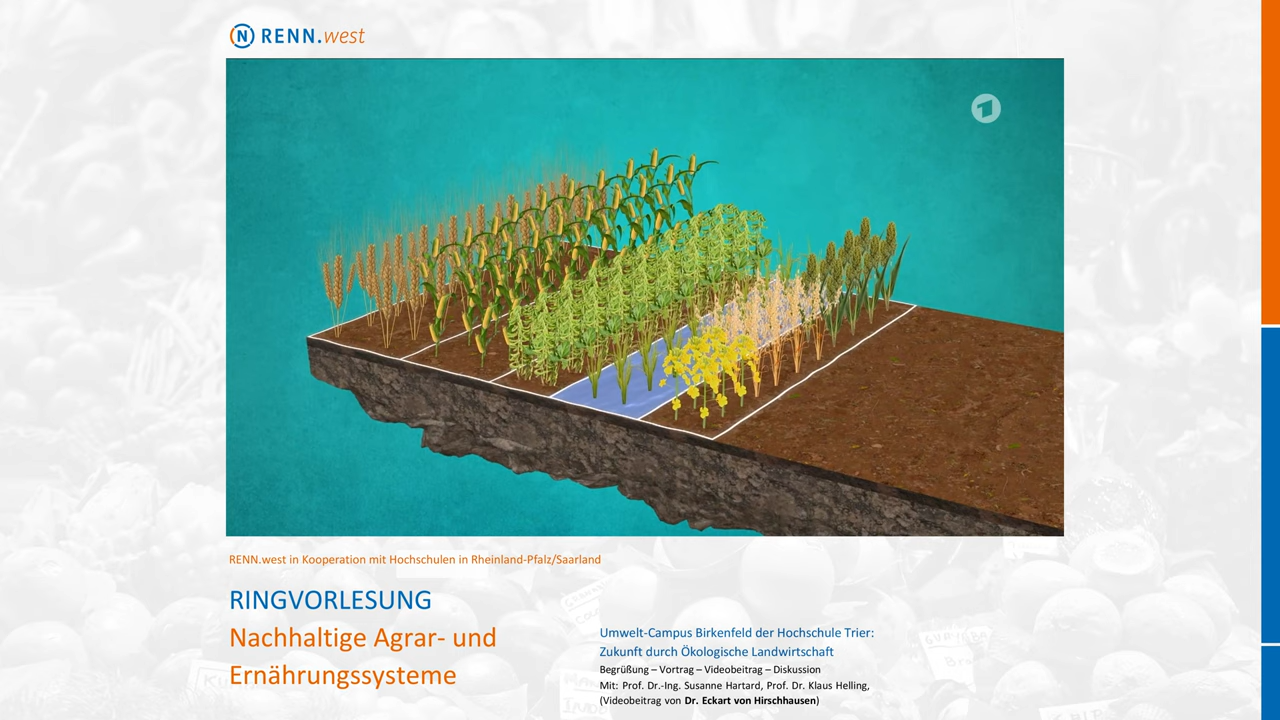 RENN.west
RENN.west in Kooperation mit Hochschulen in Rheinland-Pfalz/Saarland
RINGVORLESUNG
Nachhaltige Agrar- und
Ernährungssysteme
Umwelt-Campus Birkenfeld der Hochschule Trier:
Zukunft durch Ökologische Landwirtschaft
Begrüßung – Vortrag – Videobeitrag – Diskussion
Mit: Prof. Dr.-Ing. Susanne Hartard, Prof. Dr. Klaus Helling,
(Videobeitrag von Dr. Eckart von Hirschhausen)